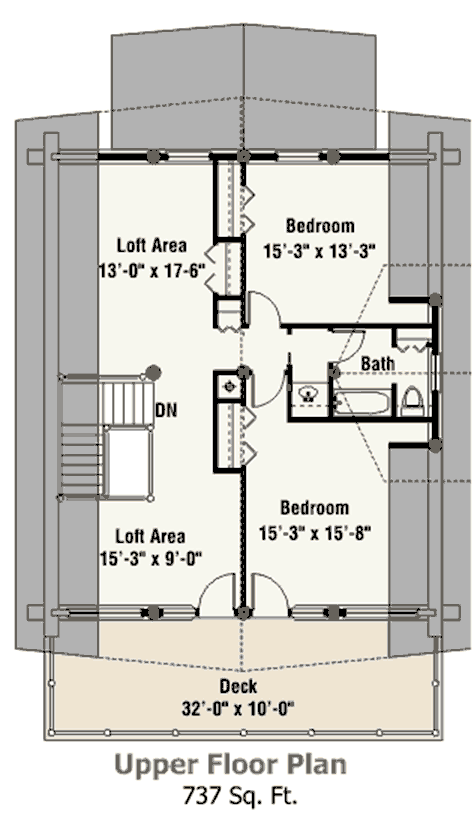 Loft Area
13'-0" x 17-6"
Bedroom
15'-3" x 13'-3"
Bath
DN
Loft Area
15'-3" x 9'-0"
Bedroom
15'-3" x 15'-8"
Deck
32'-0" x 10'-0"
Upper Floor Plan
737 Sq. Ft.